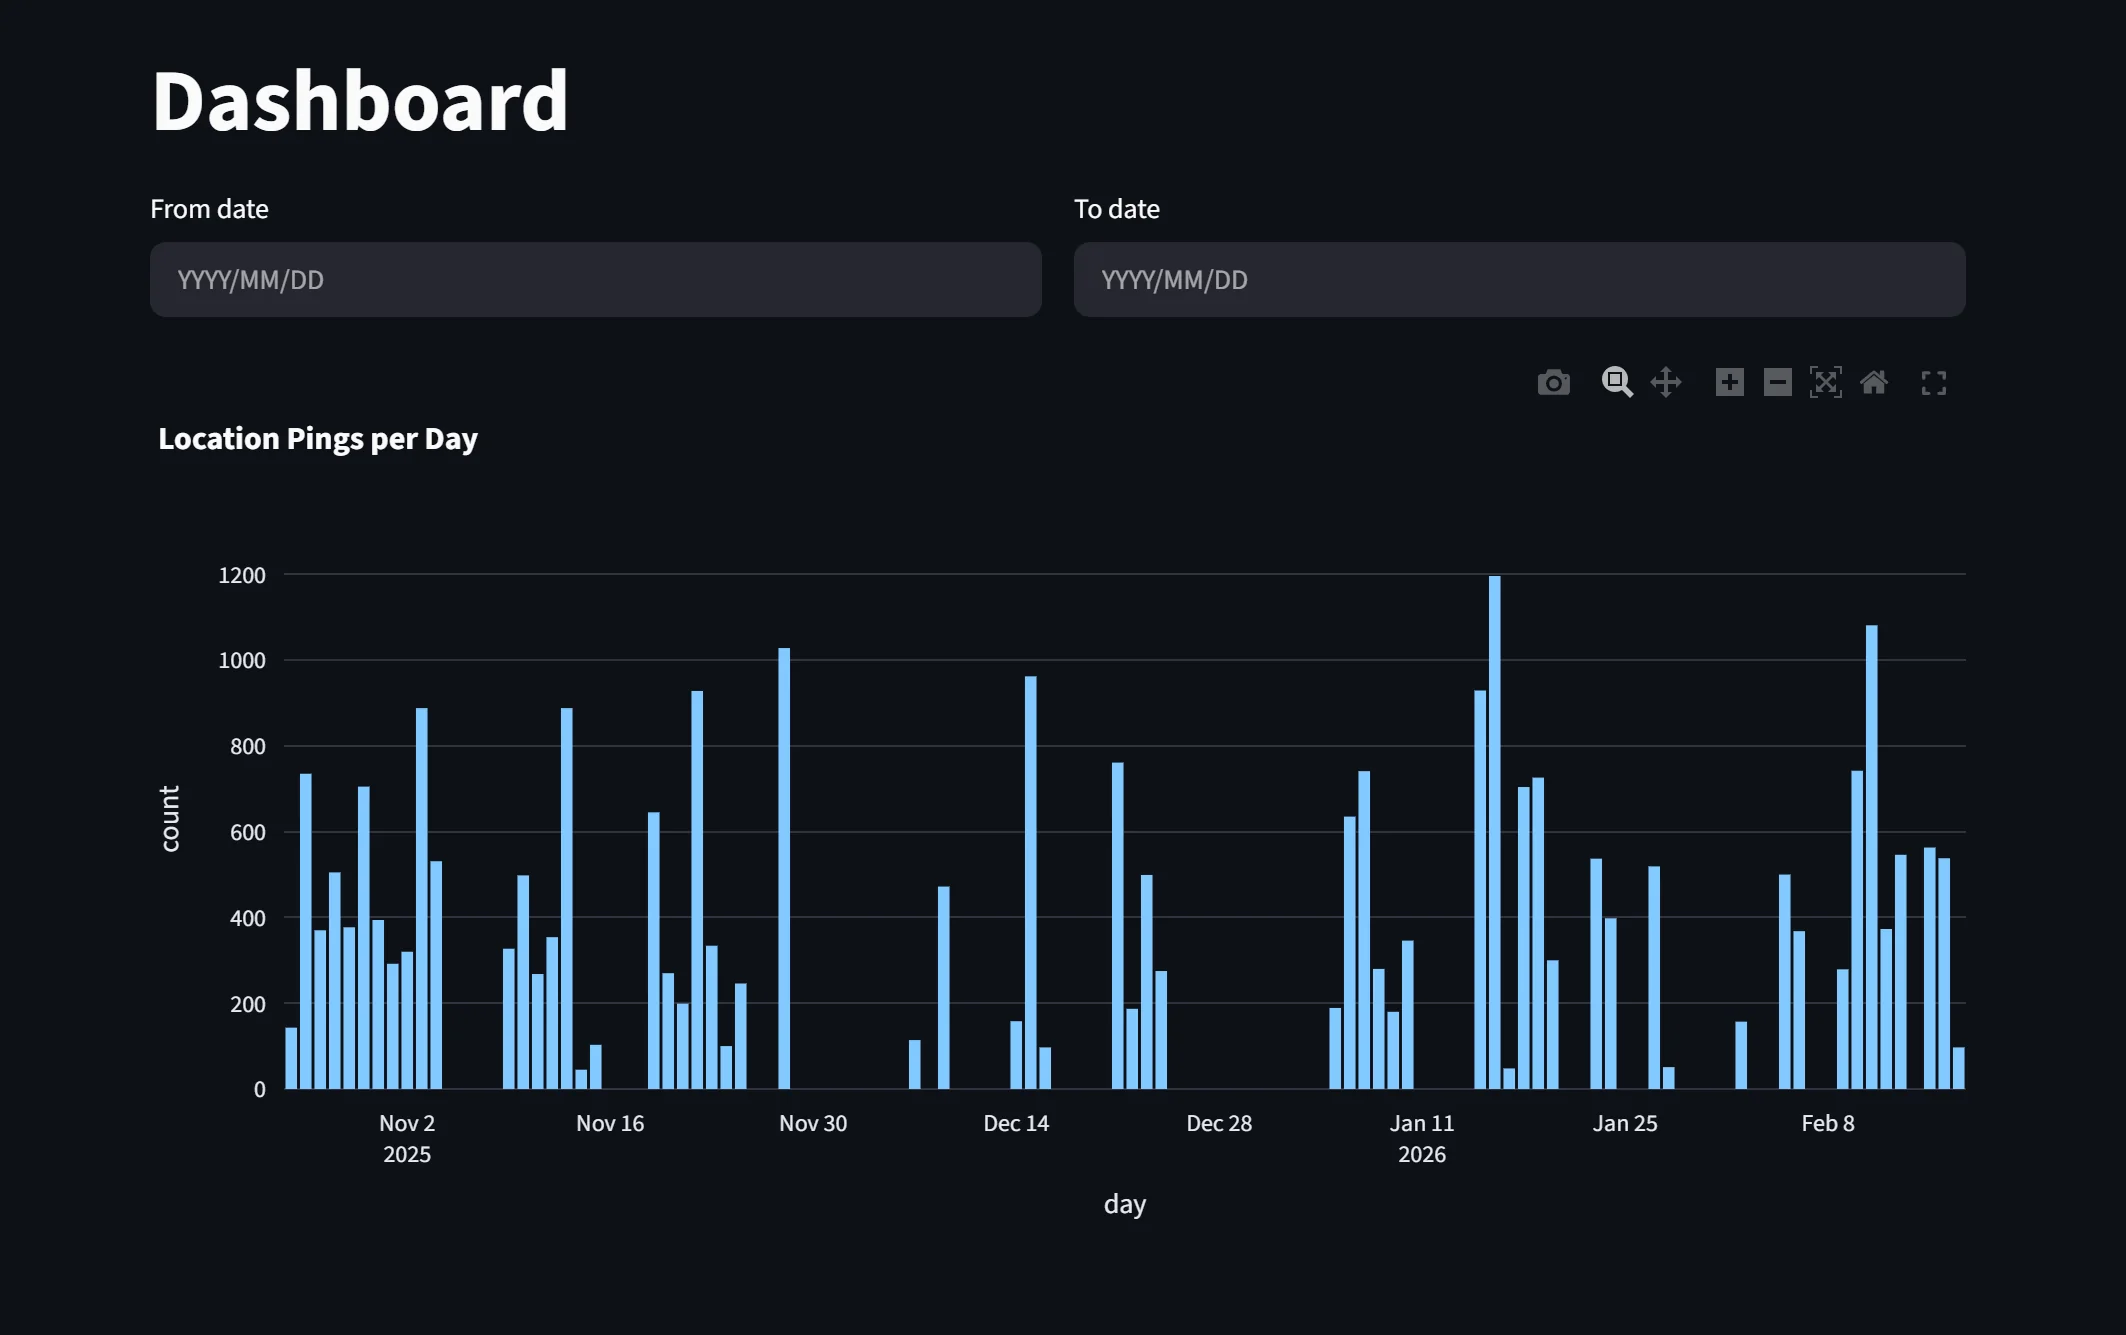 Dashboard
From date
To date
YYYY/MM/DD
YYYY/MM/DD
Location Pings per Day
1200
1000
800
600
400
200
0
count
Nov 2
2025
Nov 16
Nov 30
Dec 14
Dec 28
Jan 11
2026
Jan 25
Feb 8
day